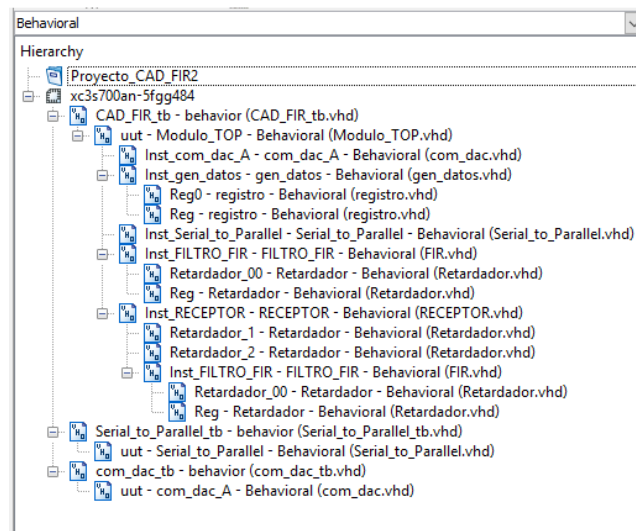 Behavioral
Hierarchy
Proyecto_CAD_FIR2
xc3s700an-5fgg484
CAD_FIR_tb - behavior (CAD_FIR_tb.vhd)
uut - Modulo_TOP - Behavioral (Modulo_TOP.vhd)
Inst_com_dac_A - com_dac_A - Behavioral (com_dac.vhd)
Inst_gen_datos - gen_datos - Behavioral (gen_datos.vhd)
Reg0 - registro - Behavioral (registro.vhd)
Reg - registro - Behavioral (registro.vhd)
Inst_Serial_to_Parallel - Serial_to_Parallel - Behavioral (Serial_to_Parallel.vhd)
Inst_FILTRO_FIR - FILTRO_FIR - Behavioral (FIR.vhd)
Retardador_00 - Retardador - Behavioral (Retardador.vhd)
Reg - Retardador - Behavioral (Retardador.vhd)
Inst_RECEPTOR - RECEPTOR - Behavioral (RECEPTOR.vhd)
Retardador_1 - Retardador - Behavioral (Retardador.vhd)
Retardador_2 - Retardador - Behavioral (Retardador.vhd)
Inst_FILTRO_FIR - FILTRO_FIR - Behavioral (FIR.vhd)
Retardador_00 - Retardador - Behavioral (Retardador.vhd)
Reg - Retardador - Behavioral (Retardador.vhd)
Serial_to_Parallel_tb - behavior (Serial_to_Parallel_tb.vhd)
uut - Serial_to_Parallel - Behavioral (Serial_to_Parallel.vhd)
com_dac_tb - behavior (com_dac_tb.vhd)
uut - com_dac_A - Behavioral (com_dac.vhd)